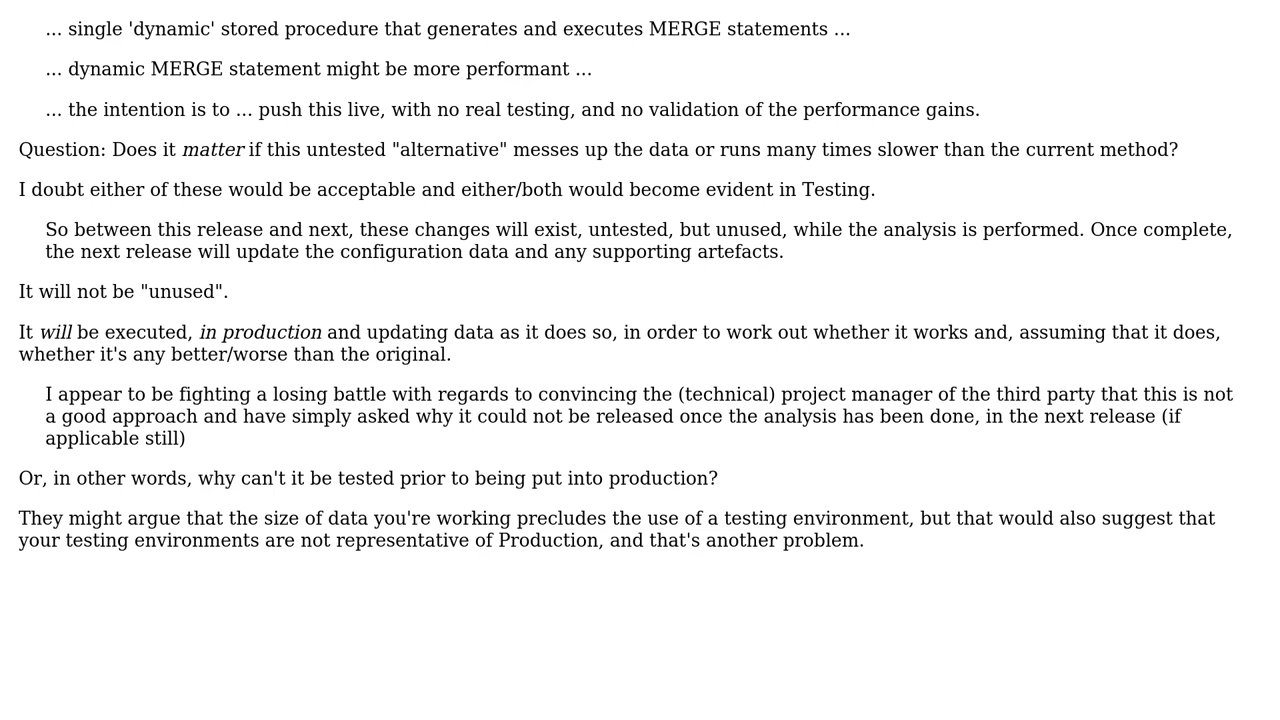 ... single 'dynamic' stored procedure that generates and executes MERGE statements ...
... dynamic MERGE statement might be more performant ...
... the intention is to ... push this live, with no real testing, and no validation of the performance gains.
Question: Does it matter if this untested "alternative" messes up the data or runs many times slower than the current method?
I doubt either of these would be acceptable and either/both would become evident in Testing.
So between this release and next, these changes will exist, untested, but unused, while the analysis is performed. Once complete,
the next release will update the configuration data and any supporting artefacts.
It will not be "unused".
It will be executed, in production and updating data as it does so, in order to work out whether it works and, assuming that it does,
whether it's any better/worse than the original.
I appear to be fighting a losing battle with regards to convincing the (technical) project manager of the third party that this is not
a good approach and have simply asked why it could not be released once the analysis has been done, in the next release (if
applicable still)
Or, in other words, why can't it be tested prior to being put into production?
They might argue that the size of data you're working precludes the use of a testing environment, but that would also suggest that
your testing environments are not representative of Production, and that's another problem.